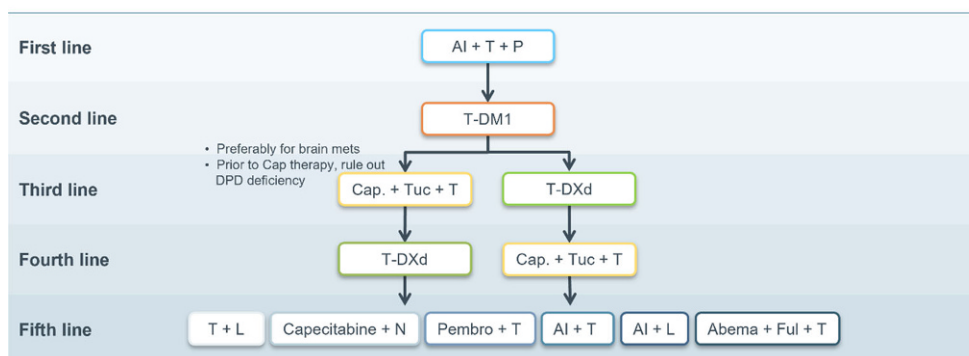 First line
AI + T + P
Second line
T-DM1
• Preferably for brain mets
• Prior to Cap therapy, rule out
DPD deficiency
Third line
Cap. + Tuc + T
T-DXd
Fourth line
T-DXd
Cap. + Tuc + T
Fifth line
T + L
Capecitabine + N
Pembro + T
AI + T
AI + L
Abema + Ful + T